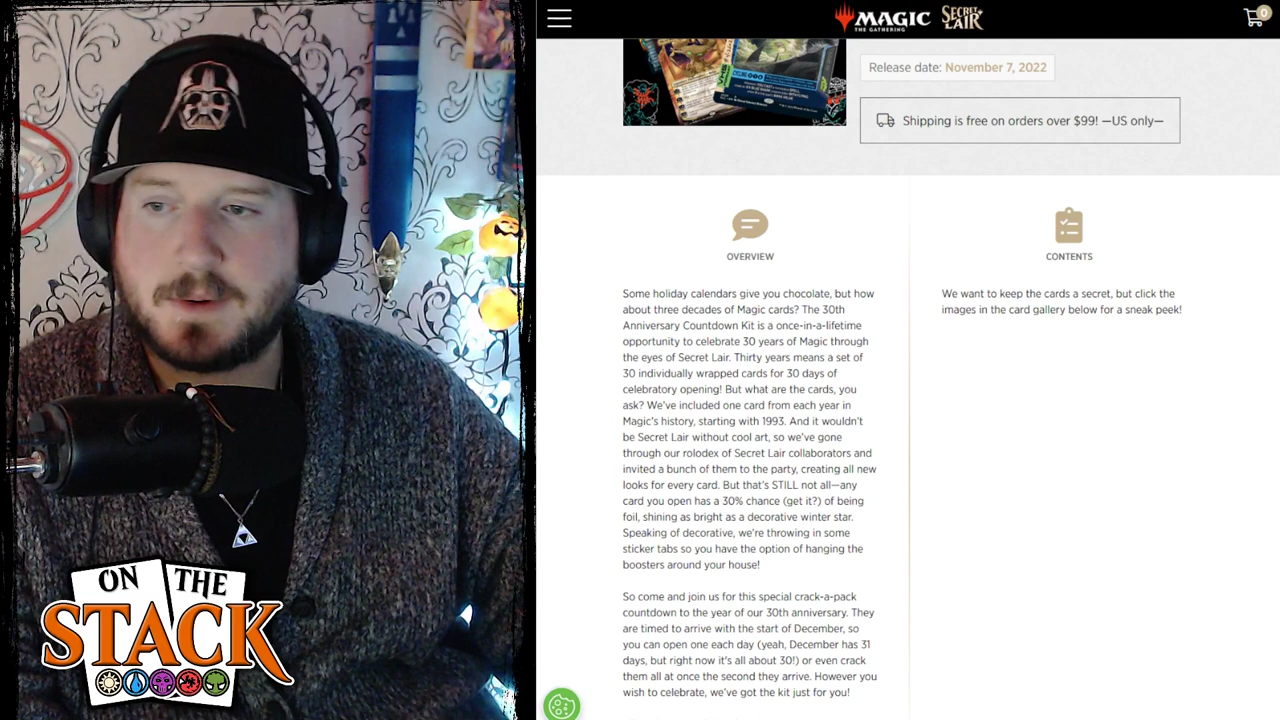 MAGIC
THE GATHERING
SECRET
LAIR
0
Release date: November 7, 2022
Shipping is free on orders over $99! —US only—
OVERVIEW
Some holiday calendars give you chocolate, but how
about three decades of Magic cards? The 30th
Anniversary Countdown Kit is a once-in-a-lifetime
opportunity to celebrate 30 years of Magic through
the eyes of Secret Lair. Thirty years means a set of
30 individually wrapped cards for 30 days of
celebratory opening! But what are the cards, you
ask? We've included one card from each year in
Magic's history, starting with 1993. And it wouldn't
be Secret Lair without cool art, so we've gone
through our rolodex of Secret Lair collaborators and
invited a bunch of them to the party, creating all new
looks for every card. But that's STILL not all—any
card you open has a 30% chance (get it?) of being
foil, shining as bright as a decorative winter star.
Speaking of decorative, we're throwing in some
sticker tabs so you have the option of hanging the
boosters around your house!
So come and join us for this special crack-a-pack
countdown to the year of our 30th anniversary. They
are timed to arrive with the start of December, so
you can open one each day (yeah, December has 31
days, but right now it's all about 30!) or even crack
them all at once the second they arrive. However you
wish to celebrate, we've got the kit just for you!
CONTENTS
We want to keep the cards a secret, but click the
images in the card gallery below for a sneak peek!
ON THE
STACK